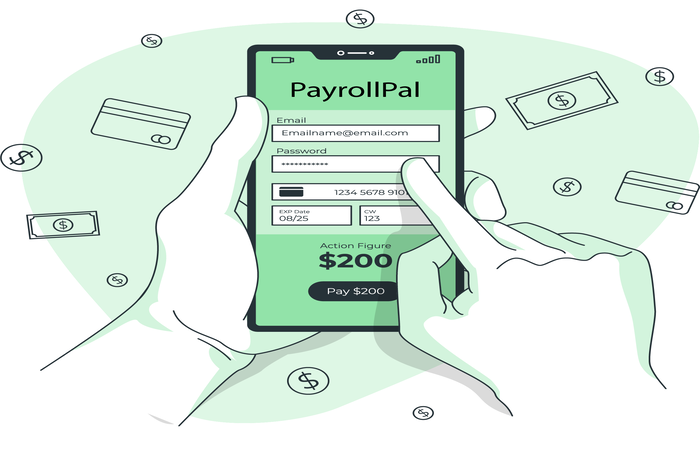 PayrollPal
Email
Emailname@email.com
Password
***********
1234 5678 910
EXP Date
CW
08/25
123
Action Figure
$200
Pay $200
$
$
$
$
$
$
$
$
$